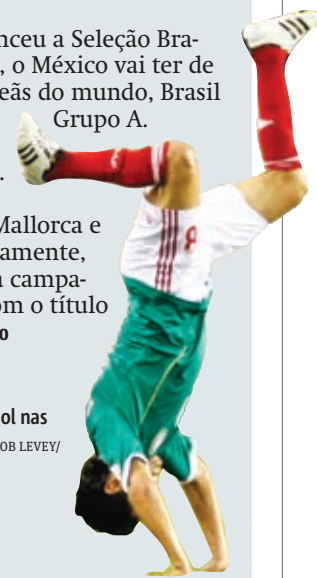 nceu a Seleção Bra-
, o México vai ter de
eãs do mundo, Brasil
Grupo A.
.
Mallorca e
amente,
a campa-
om o título
o
ol nas
OB LEVEY/